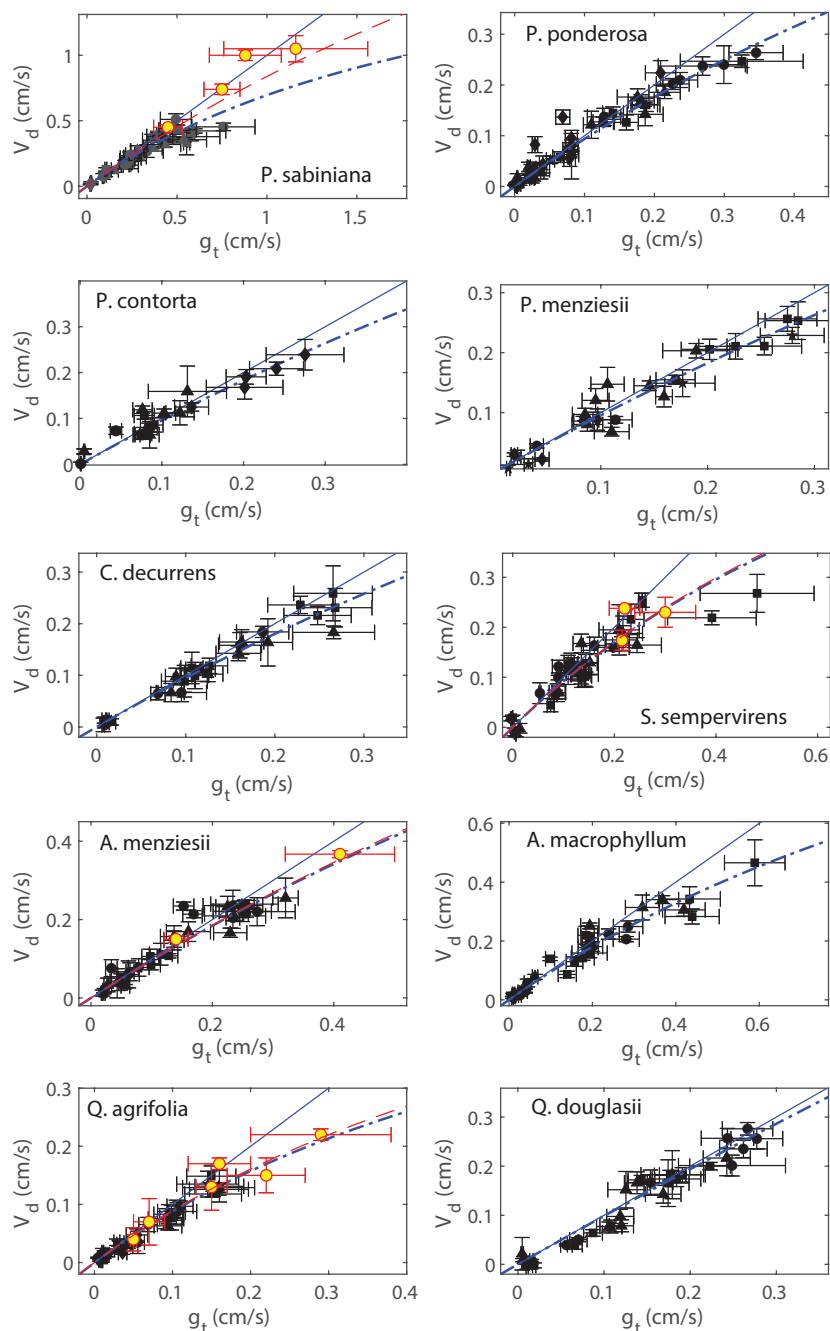 1
0.5
0
V_d (cm/s)
P. sabiniana
0.5 1 1.5
g_t (cm/s)
0.3
0.2
0.1
0
V_d (cm/s)
P. ponderosa
0 0.1 0.2 0.3 0.4
g_t (cm/s)
0.3
0.2
0.1
0
V_d (cm/s)
P. contorta
0 0.1 0.2 0.3
g_t (cm/s)
0.3
0.2
0.1
V_d (cm/s)
P. menziesii
0.1 0.2 0.3
g_t (cm/s)
0.3
0.2
0.1
0
V_d (cm/s)
C. decurrens
0 0.1 0.2 0.3
g_t (cm/s)
0.3
0.2
0.1
0
V_d (cm/s)
S. sempervirens
0 0.2 0.4 0.6
g_t (cm/s)
0.4
0.2
0
V_d (cm/s)
A. menziesii
0 0.2 0.4
g_t (cm/s)
0.6
0.4
0.2
0
V_d (cm/s)
A. macrophyllum
0 0.2 0.4 0.6
g_t (cm/s)
0.3
0.2
0.1
0
V_d (cm/s)
Q. agrifolia
0 0.1 0.2 0.3 0.4
g_t (cm/s)
0.3
0.2
0.1
0
V_d (cm/s)
Q. douglasii
0 0.1 0.2 0.3
g_t (cm/s)